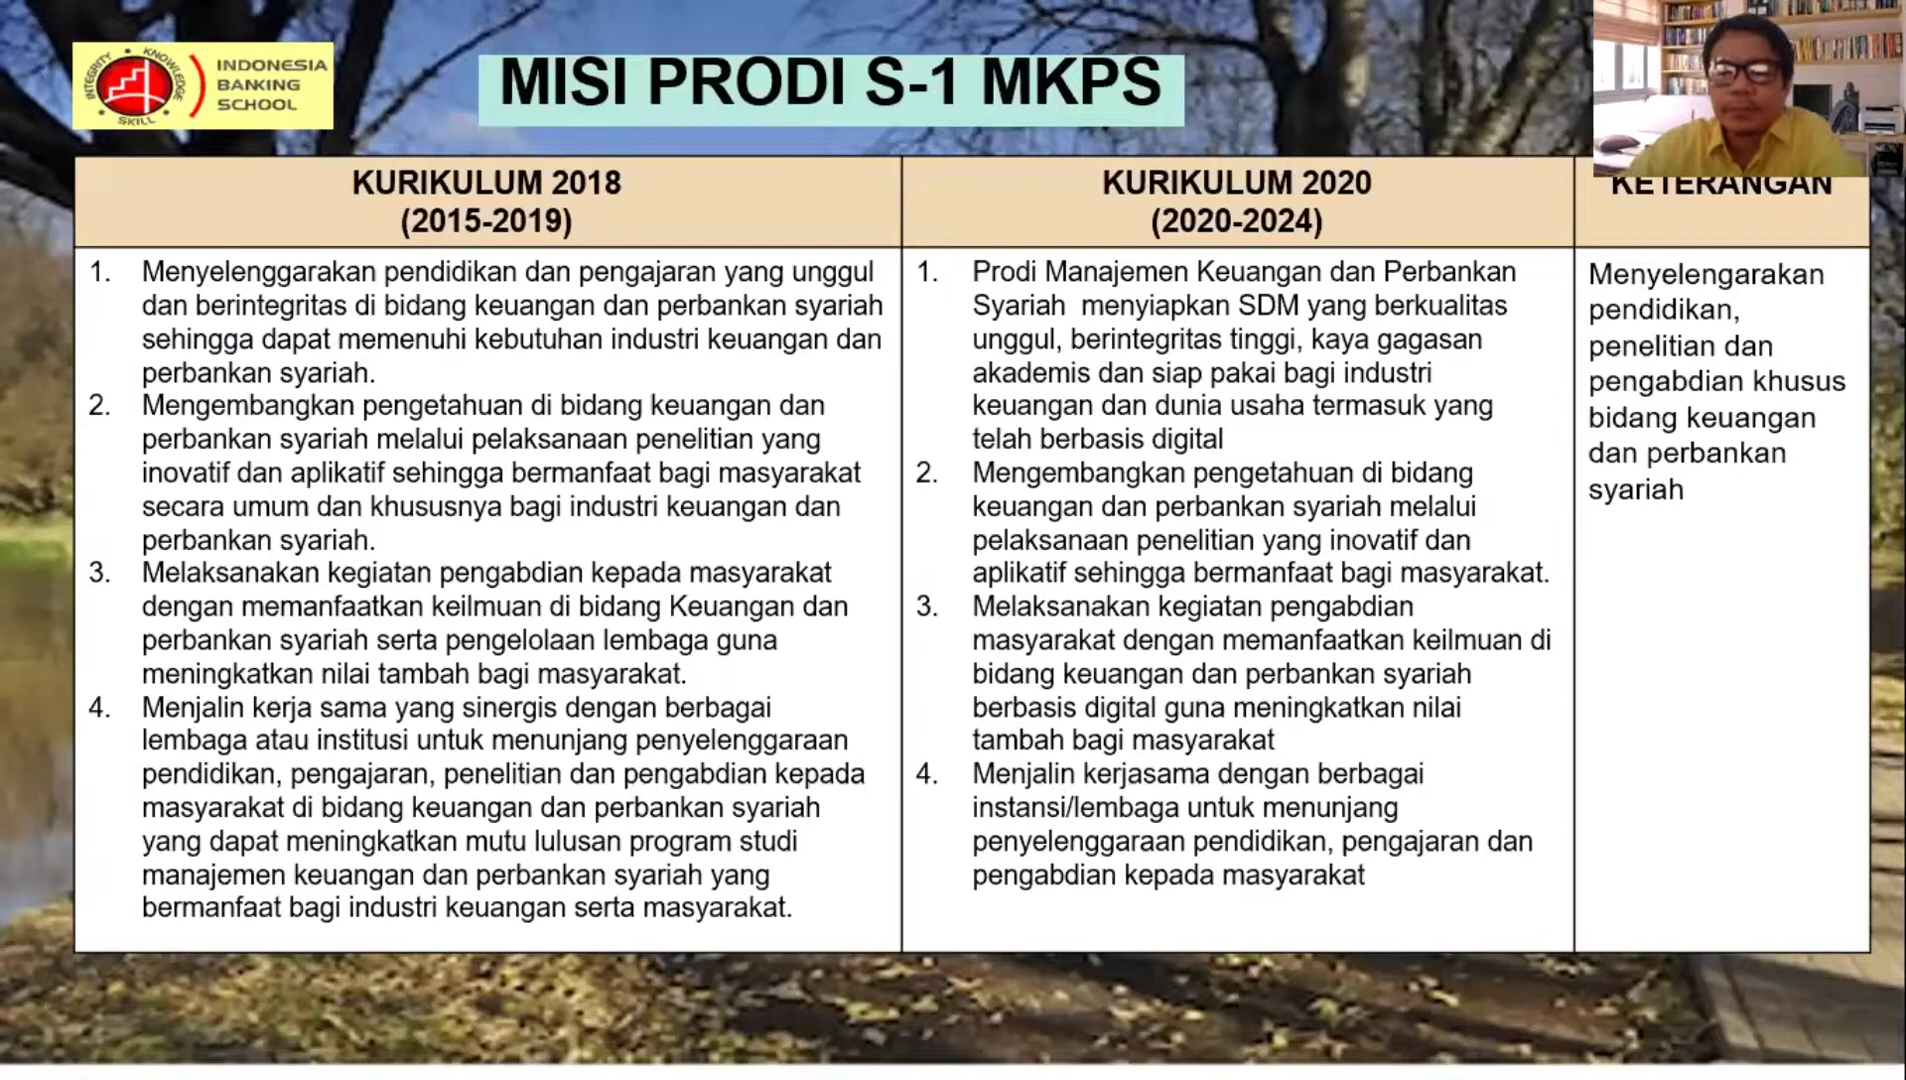 INTEGRITY
KNOWLEDGE
SKILL
INDONESIA
BANKING
SCHOOL
MISI PRODI S-1 MKPS
KURIKULUM 2018
(2015-2019)
1. Menyelenggarakan pendidikan dan pengajaran yang unggul
dan berintegritas di bidang keuangan dan perbankan syariah
sehingga dapat memenuhi kebutuhan industri keuangan dan
perbankan syariah.
2. Mengembangkan pengetahuan di bidang keuangan dan
perbankan syariah melalui pelaksanaan penelitian yang
inovatif dan aplikatif sehingga bermanfaat bagi masyarakat
secara umum dan khususnya bagi industri keuangan dan
perbankan syariah.
3. Melaksanakan kegiatan pengabdian kepada masyarakat
dengan memanfaatkan keilmuan di bidang Keuangan dan
perbankan syariah serta pengelolaan lembaga guna
meningkatkan nilai tambah bagi masyarakat.
4. Menjalin kerja sama yang sinergis dengan berbagai
lembaga atau institusi untuk menunjang penyelenggaraan
pendidikan, pengajaran, penelitian dan pengabdian kepada
masyarakat di bidang keuangan dan perbankan syariah
yang dapat meningkatkan mutu lulusan program studi
manajemen keuangan dan perbankan syariah yang
bermanfaat bagi industri keuangan serta masyarakat.
KURIKULUM 2020
(2020-2024)
1. Prodi Manajemen Keuangan dan Perbankan
Syariah menyiapkan SDM yang berkualitas
unggul, berintegritas tinggi, kaya gagasan
akademis dan siap pakai bagi industri
keuangan dan dunia usaha termasuk yang
telah berbasis digital
2. Mengembangkan pengetahuan di bidang
keuangan dan perbankan syariah melalui
pelaksanaan penelitian yang inovatif dan
aplikatif sehingga bermanfaat bagi masyarakat.
3. Melaksanakan kegiatan pengabdian
masyarakat dengan memanfaatkan keilmuan di
bidang keuangan dan perbankan syariah
berbasis digital guna meningkatkan nilai
tambah bagi masyarakat
4. Menjalin kerjasama dengan berbagai
instansi/lembaga untuk menunjang
penyelenggaraan pendidikan, pengajaran dan
pengabdian kepada masyarakat
KETERANGAN
Menyelengarakan
pendidikan,
penelitian dan
pengabdian khusus
bidang keuangan
dan perbankan
syariah